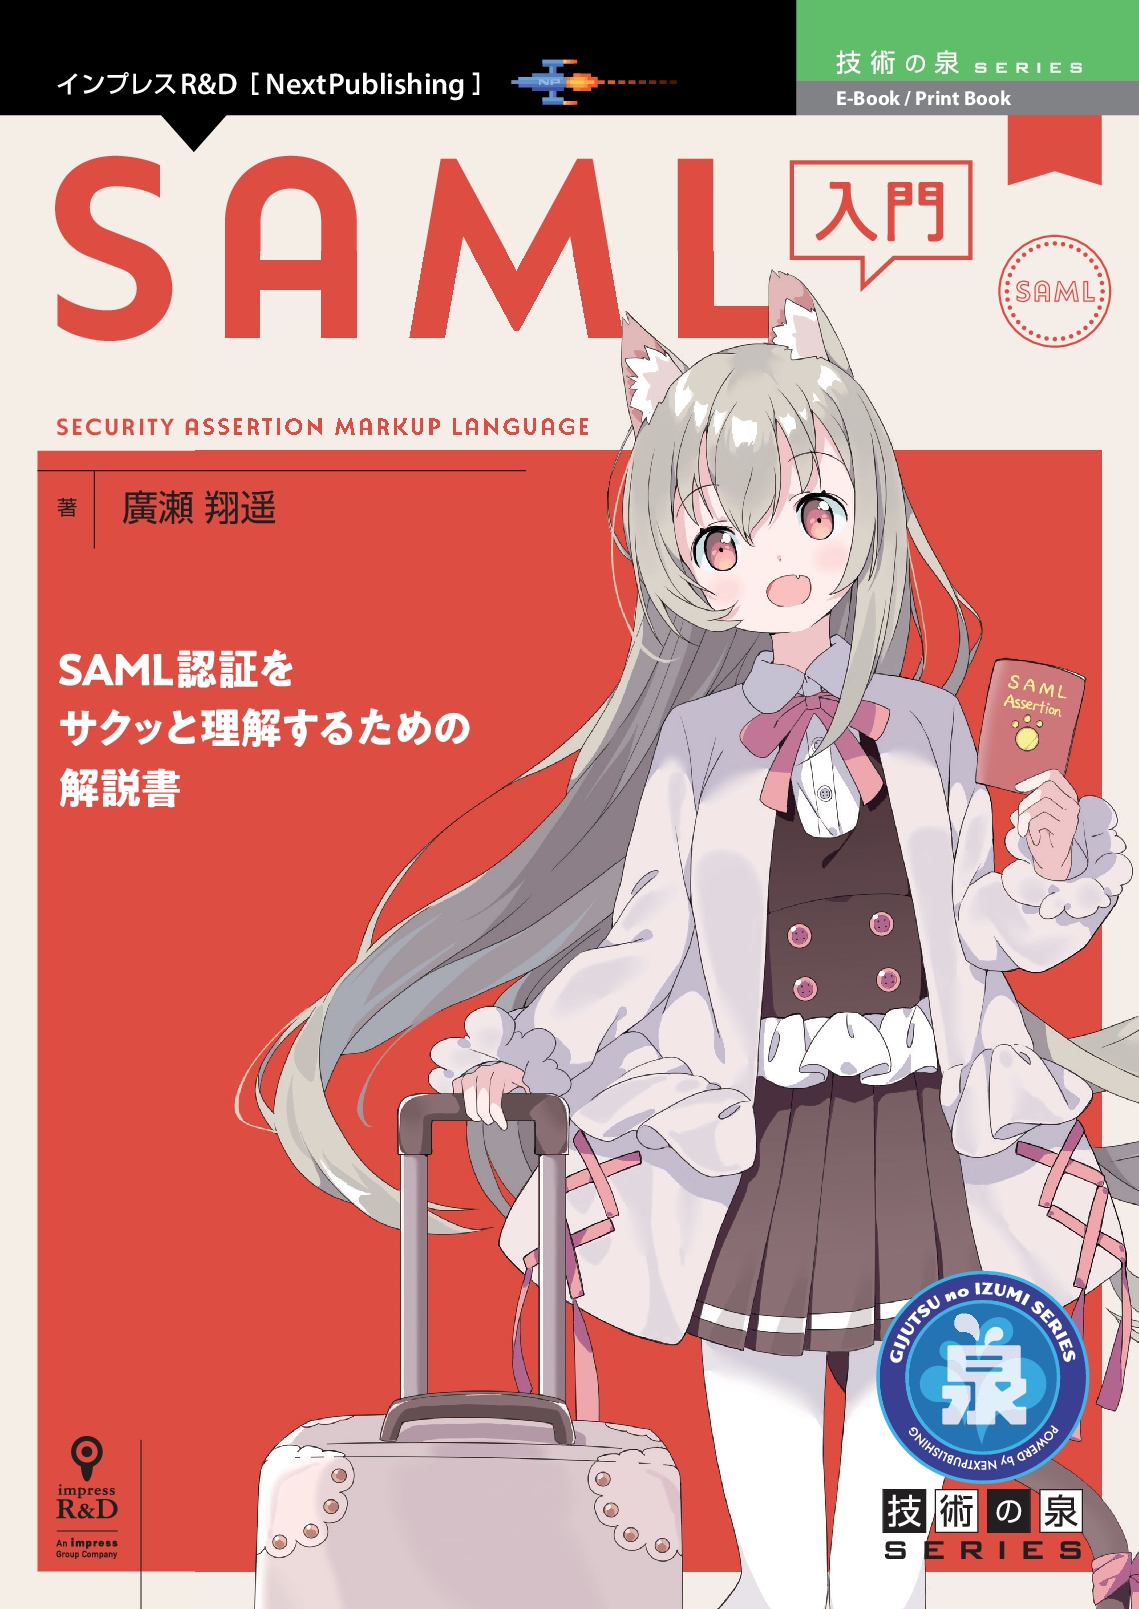 インプレスR&D [ NextPublishing ]
NP
技術の泉 SERIES
E-Book / Print Book
SAML
入門
SAML
SECURITY ASSERTION MARKUP LANGUAGE
著
廣瀬 翔遥
SAML認証を
サクッと理解するための
解説書
SAML
Assertion
GIJUTSU no IZUMI SERIES
泉
POWERD by NEXTPUBLISHING
impress
R&D
An impress
Group Company
技術の泉
SERIES